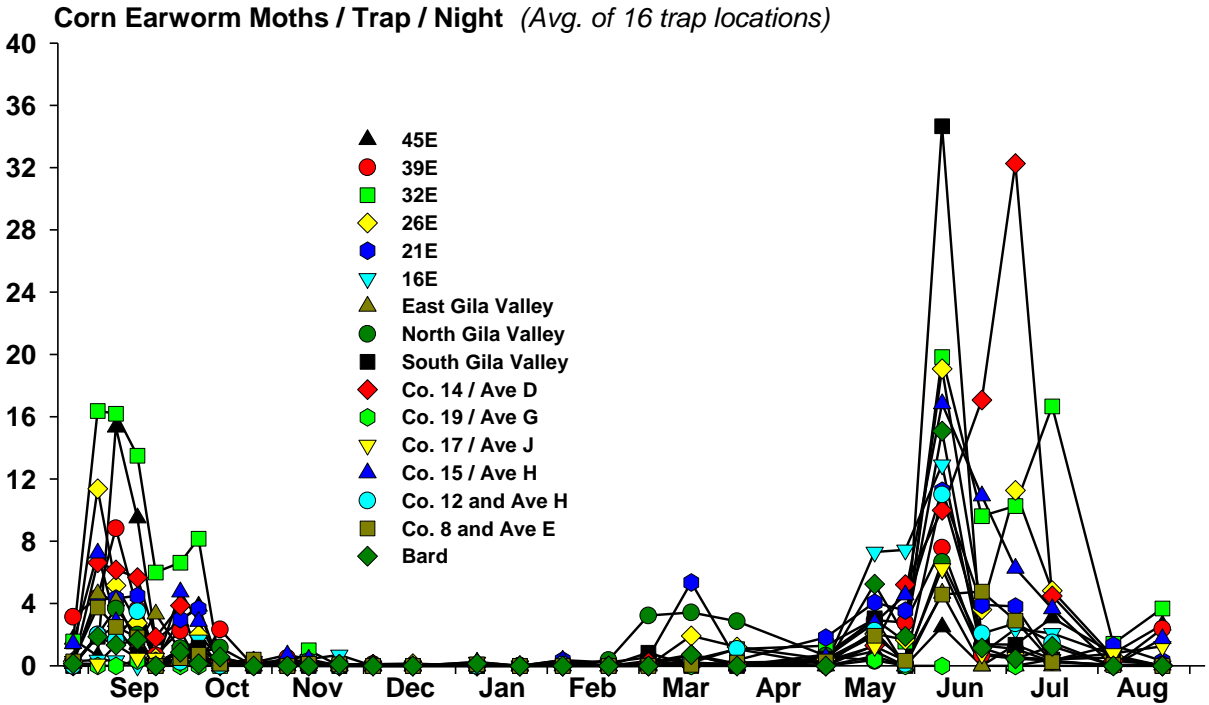 Corn Earworm Moths / Trap / Night (Avg. of 16 trap locations)
40
36
32
28
24
20
16
12
8
4
0
45E
39E
32E
26E
21E
16E
East Gila Valley
North Gila Valley
South Gila Valley
Co. 14 / Ave D
Co. 19 / Ave G
Co. 17 / Ave J
Co. 15 / Ave H
Co. 12 and Ave H
Co. 8 and Ave E
Bard
Sep Oct Nov Dec Jan Feb Mar Apr May Jun Jul Aug